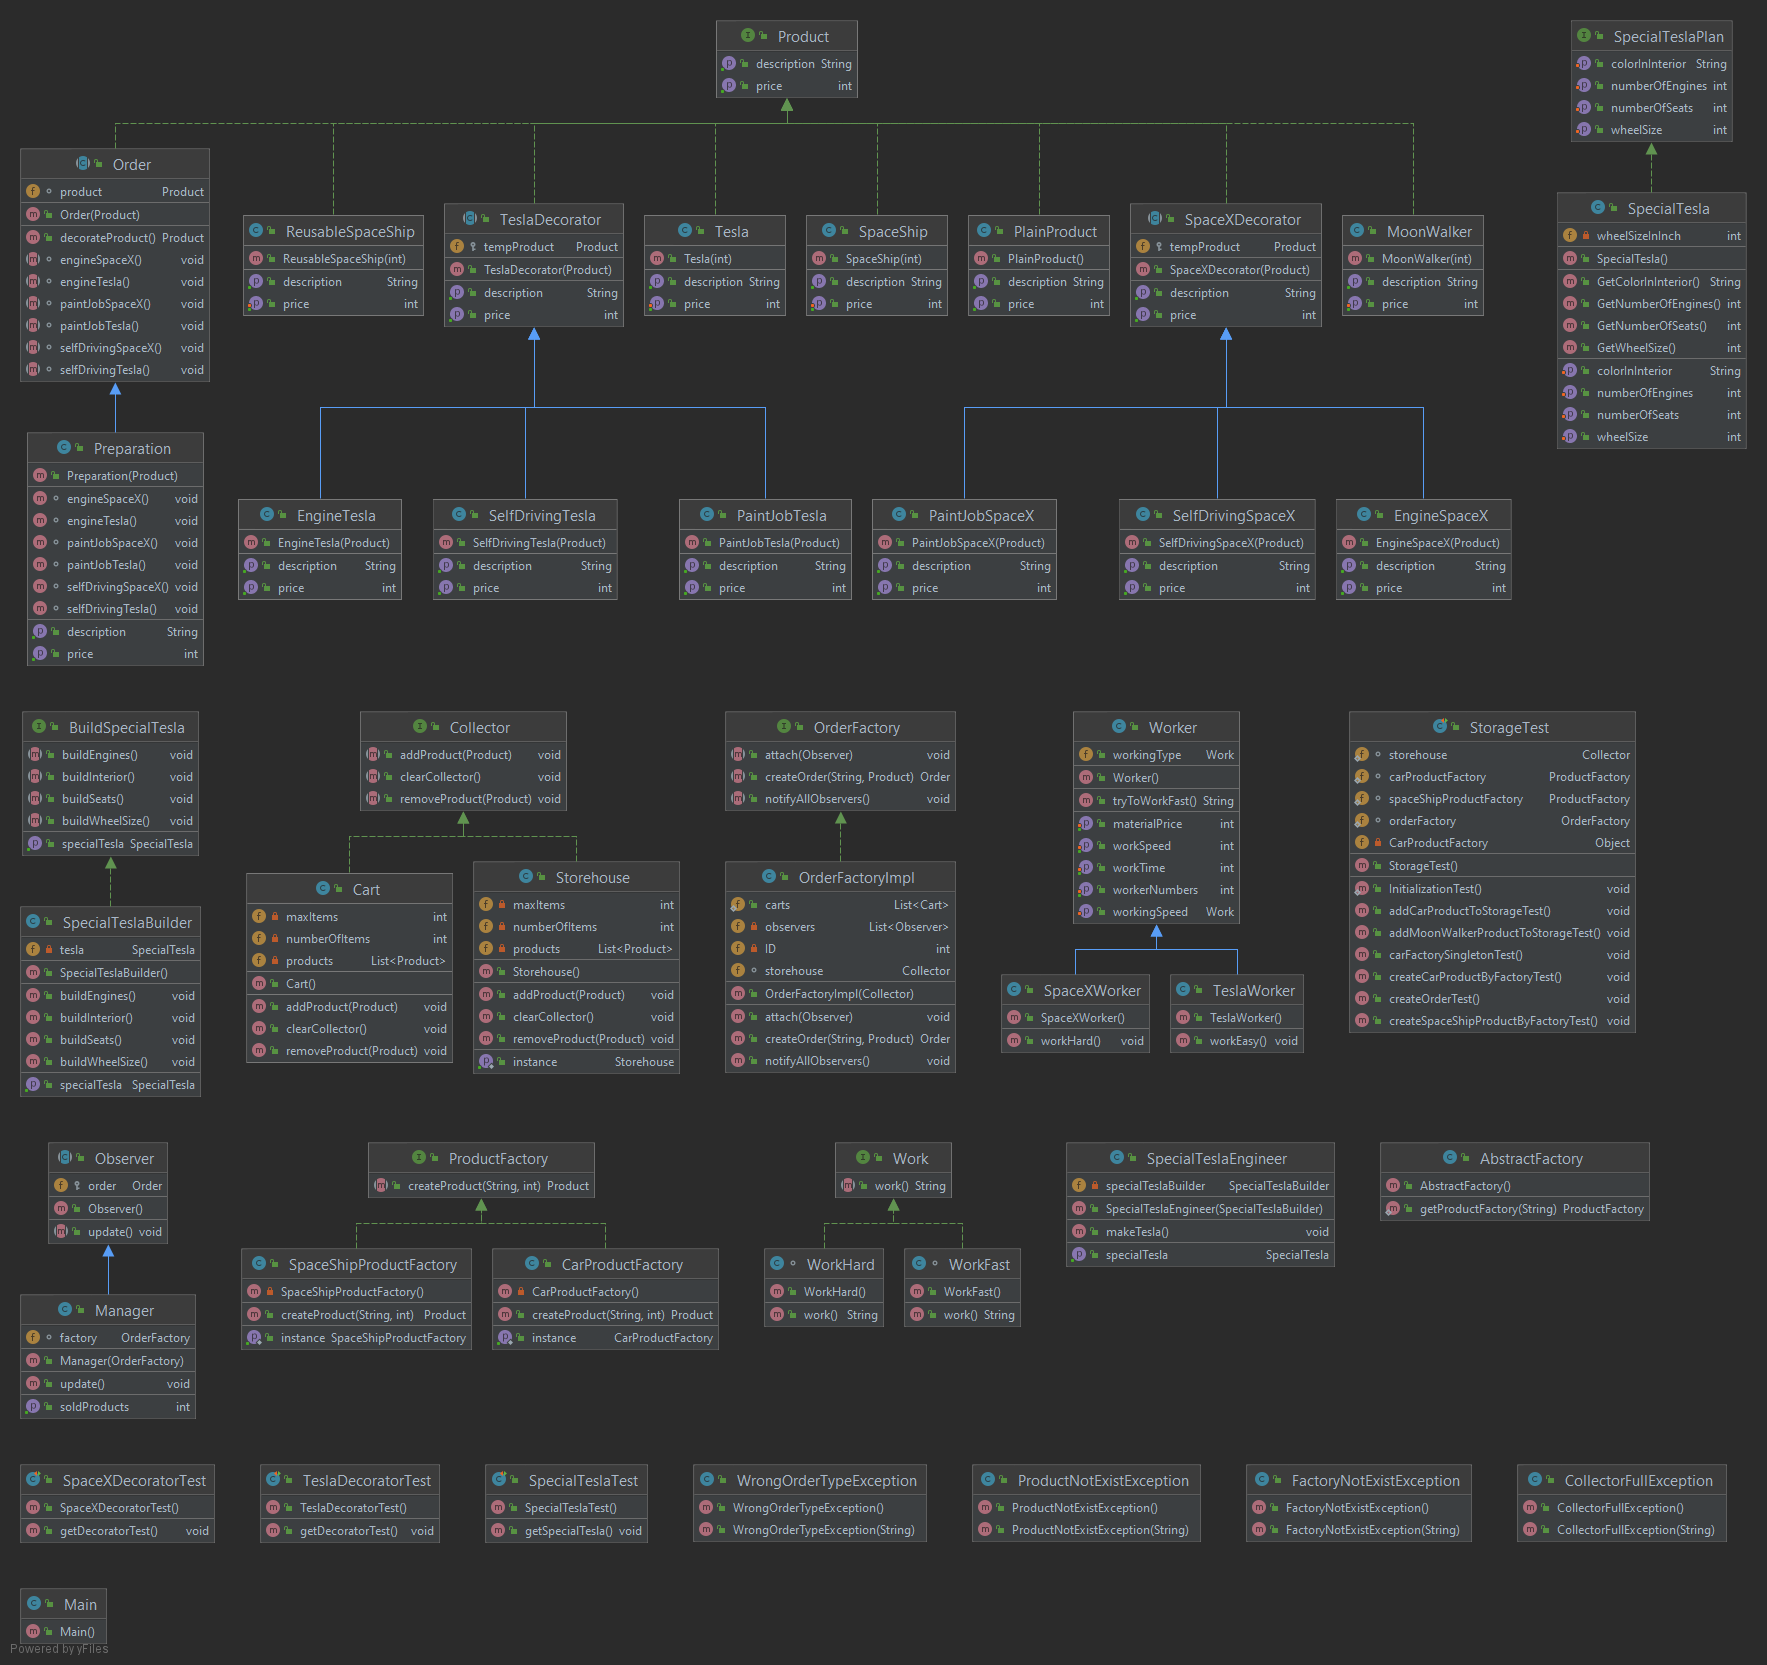 Product
description String
price int
SpecialTeslaPlan
colorInInterior String
numberOfEngines int
numberOfSeats int
wheelSize int
Order
product Product
Order(Product)
decorateProduct() Product
engineSpaceX() void
engineTesla() void
paintJobSpaceX() void
paintJobTesla() void
selfDrivingSpaceX() void
selfDrivingTesla() void
ReusableSpaceShip
ReusableSpaceShip(int)
description String
price int
TeslaDecorator
tempProduct Product
TeslaDecorator(Product)
description String
price int
Tesla
Tesla(int)
description String
price int
SpaceShip
SpaceShip(int)
description String
price int
PlainProduct
PlainProduct()
description String
price int
SpaceXDecorator
tempProduct Product
SpaceXDecorator(Product)
description String
price int
MoonWalker
MoonWalker(int)
description String
price int
SpecialTesla
wheelSizeInInch int
SpecialTesla()
GetColorInInterior() String
GetNumberOfEngines() int
GetNumberOfSeats() int
GetWheelSize() int
colorInInterior String
numberOfEngines int
numberOfSeats int
wheelSize int
Preparation
Preparation(Product)
engineSpaceX() void
engineTesla() void
paintJobSpaceX() void
paintJobTesla() void
selfDrivingSpaceX() void
selfDrivingTesla() void
description String
price int
EngineTesla
EngineTesla(Product)
description String
price int
SelfDrivingTesla
SelfDrivingTesla(Product)
description String
price int
PaintJobTesla
PaintJobTesla(Product)
description String
price int
PaintJobSpaceX
PaintJobSpaceX(Product)
description String
price int
SelfDrivingSpaceX
SelfDrivingSpaceX(Product)
description String
price int
EngineSpaceX
EngineSpaceX(Product)
description String
price int
BuildSpecialTesla
buildEngines() void
buildInterior() void
buildSeats() void
buildWheelSize() void
specialTesla SpecialTesla
Collector
addProduct(Product) void
clearCollector() void
removeProduct(Product) void
OrderFactory
attach(Observer) void
createOrder(String, Product) Order
notifyAllObservers() void
Worker
workingType Work
Worker()
tryToWorkFast() String
materialPrice int
workSpeed int
workTime int
workerNumbers int
workingSpeed Work
StorageTest
storehouse Collector
carProductFactory ProductFactory
spaceShipProductFactory ProductFactory
orderFactory OrderFactory
CarProductFactory Object
StorageTest()
InitializationTest() void
addCarProductToStorageTest() void
addMoonWalkerProductToStorageTest() void
carFactorySingletonTest() void
createCarProductByFactoryTest() void
createOrderTest() void
createSpaceShipProductByFactoryTest() void
SpecialTeslaBuilder
tesla SpecialTesla
SpecialTeslaBuilder()
buildEngines() void
buildInterior() void
buildSeats() void
buildWheelSize() void
specialTesla SpecialTesla
Cart
maxItems int
numberOfItems int
products List<Product>
Cart()
addProduct(Product) void
clearCollector() void
removeProduct(Product) void
Storehouse
maxItems int
numberOfItems int
products List<Product>
Storehouse()
addProduct(Product) void
clearCollector() void
removeProduct(Product) void
instance Storehouse
OrderFactoryImpl
carts List<Cart>
observers List<Observer>
ID int
storehouse Collector
OrderFactoryImpl(Collector)
attach(Observer) void
createOrder(String, Product) Order
notifyAllObservers() void
SpaceXWorker
SpaceXWorker()
workHard() void
TeslaWorker
TeslaWorker()
workEasy() void
Observer
order Order
Observer()
update() void
ProductFactory
createProduct(String, int) Product
Work
work() String
SpecialTeslaEngineer
specialTeslaBuilder SpecialTeslaBuilder
SpecialTeslaEngineer(SpecialTeslaBuilder)
makeTesla() void
specialTesla SpecialTesla
AbstractFactory
AbstractFactory()
getProductFactory(String) ProductFactory
Manager
factory OrderFactory
Manager(OrderFactory)
update() void
soldProducts int
SpaceShipProductFactory
SpaceShipProductFactory()
createProduct(String, int) Product
instance SpaceShipProductFactory
CarProductFactory
CarProductFactory()
createProduct(String, int) Product
instance CarProductFactory
WorkHard
WorkHard()
work() String
WorkFast
WorkFast()
work() String
SpaceXDecoratorTest
SpaceXDecoratorTest()
getDecoratorTest() void
TeslaDecoratorTest
TeslaDecoratorTest()
getDecoratorTest() void
SpecialTeslaTest
SpecialTeslaTest()
getSpecialTesla() void
WrongOrderTypeException
WrongOrderTypeException()
WrongOrderTypeException(String)
ProductNotExistException
ProductNotExistException()
ProductNotExistException(String)
FactoryNotExistException
FactoryNotExistException()
FactoryNotExistException(String)
CollectorFullException
CollectorFullException()
CollectorFullException(String)
Main
Main()
Powered by yFiles